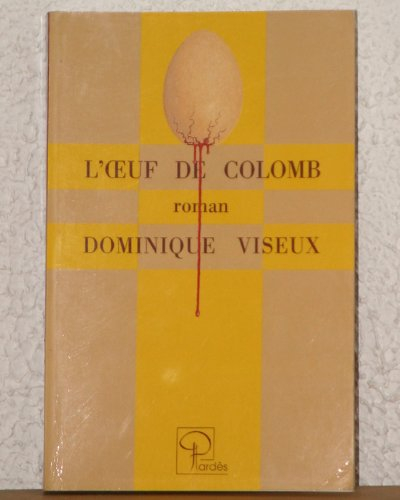 L'ŒUF DE COLOMB
roman
DOMINIQUE VISEUX
Pardès